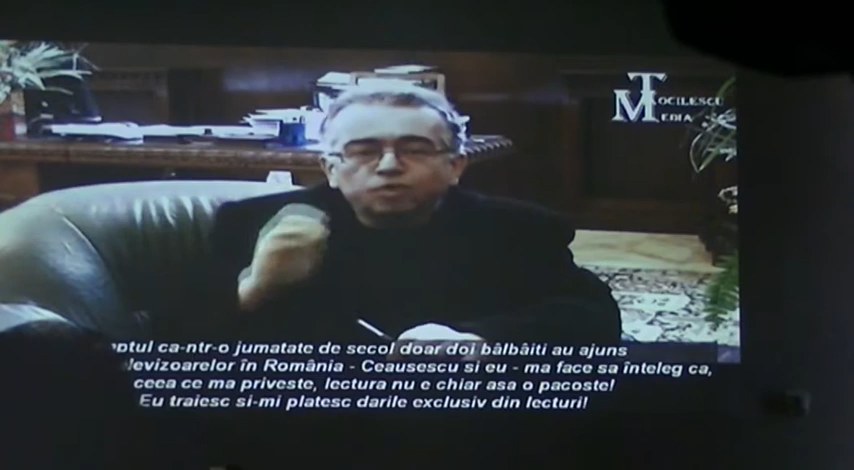 TOCILESCU
MEDIA
ca-ntr-o jumatate de secol doar doi bâlbâiti au ajuns
în România - Ceausescu si eu - ma face sa înteleg ca,
ceea ce ma priveste, lectura nu e chiar asa o pacoste!
Eu traiesc si-mi platesc darile exclusiv din lecturi!